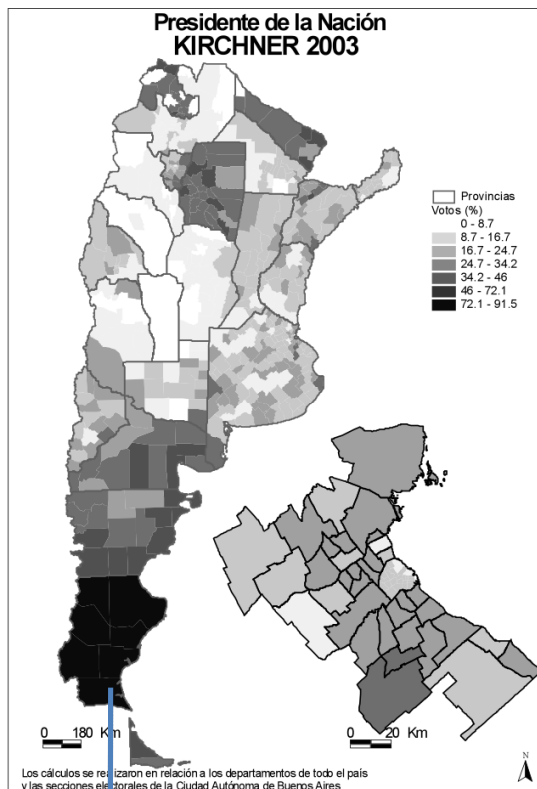 Presidente de la Nación
KIRCHNER 2003
Provincias
Votos (%)
0 - 8.7
8.7 - 16.7
16.7 - 24.7
24.7 - 34.2
34.2 - 46
46 - 72.1
72.1 - 91.5
0 180 Km
0 20 Km
N
Los cálculos se realizaron en relación a los departamentos de todo el país
y las secciones electorales de la Ciudad Autónoma de Buenos Aires